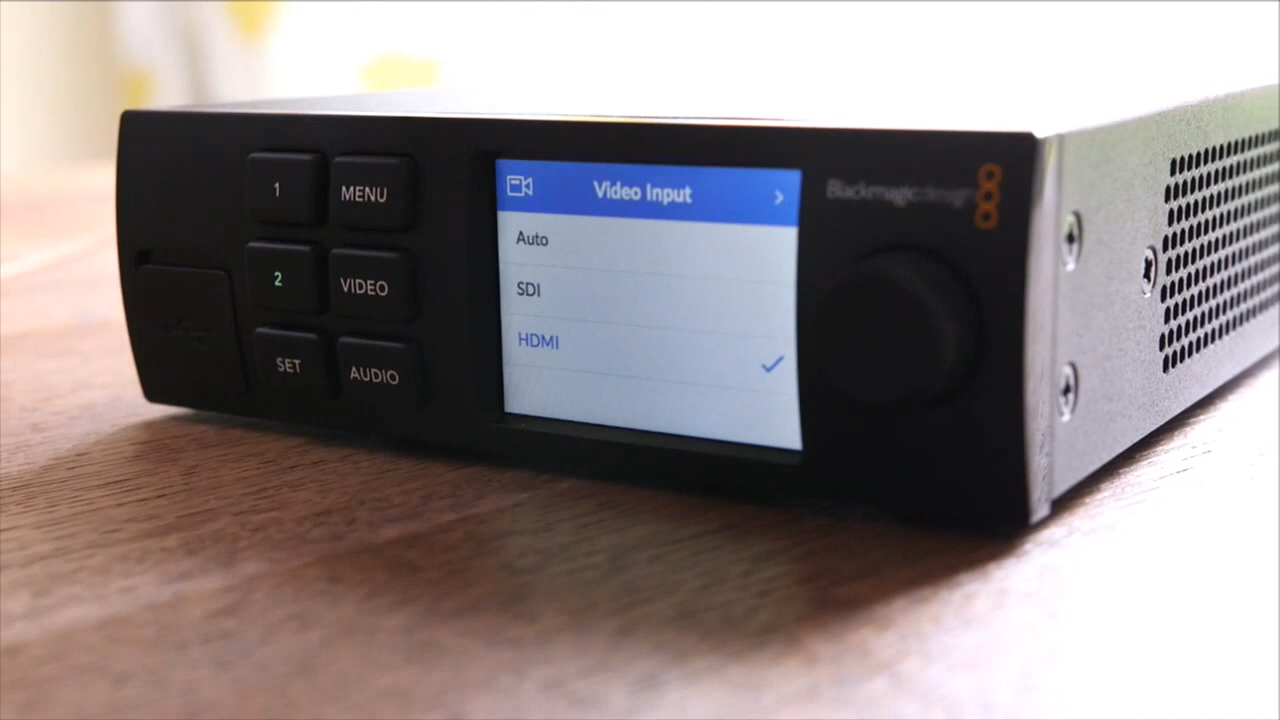 1
MENU
2
VIDEO
SET
AUDIO
Video Input
Auto
SDI
HDMI
Blackmagicdesign